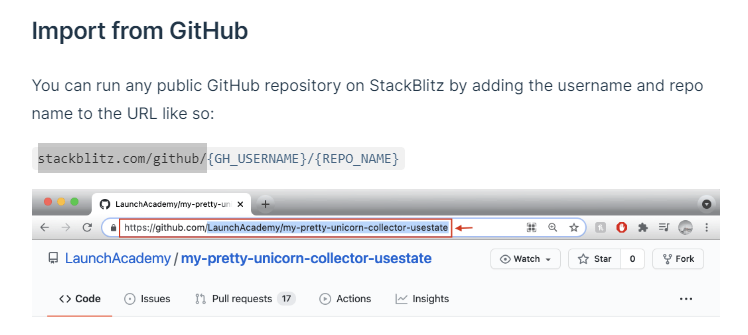 Import from GitHub
You can run any public GitHub repository on StackBlitz by adding the username and repo
name to the URL like so:
stackblitz.com/github/{GH_USERNAME}/{REPO_NAME}
LaunchAcademy/my-pretty-un
https://github.com/LaunchAcademy/my-pretty-unicorn-collector-usestate
LaunchAcademy / my-pretty-unicorn-collector-usestate Watch Star 0 Fork
Code Issues Pull requests 17 Actions Insights